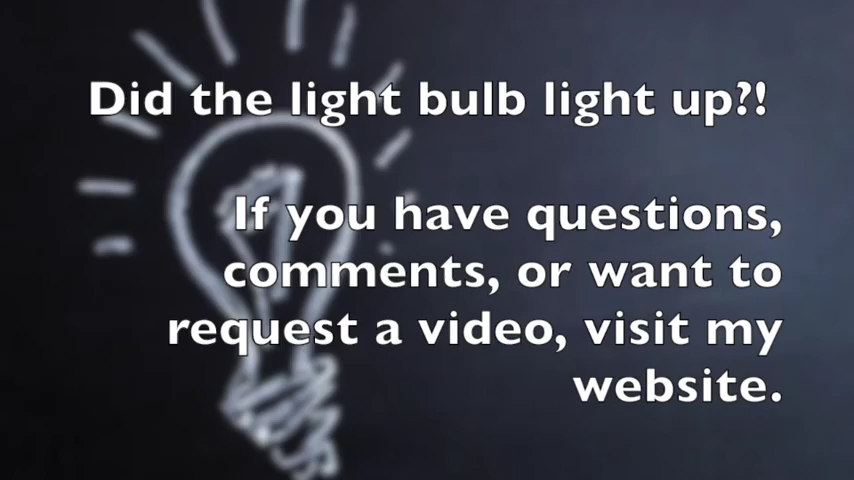 Did the light bulb light up?!
If you have questions,
comments, or want to
request a video, visit my
website.